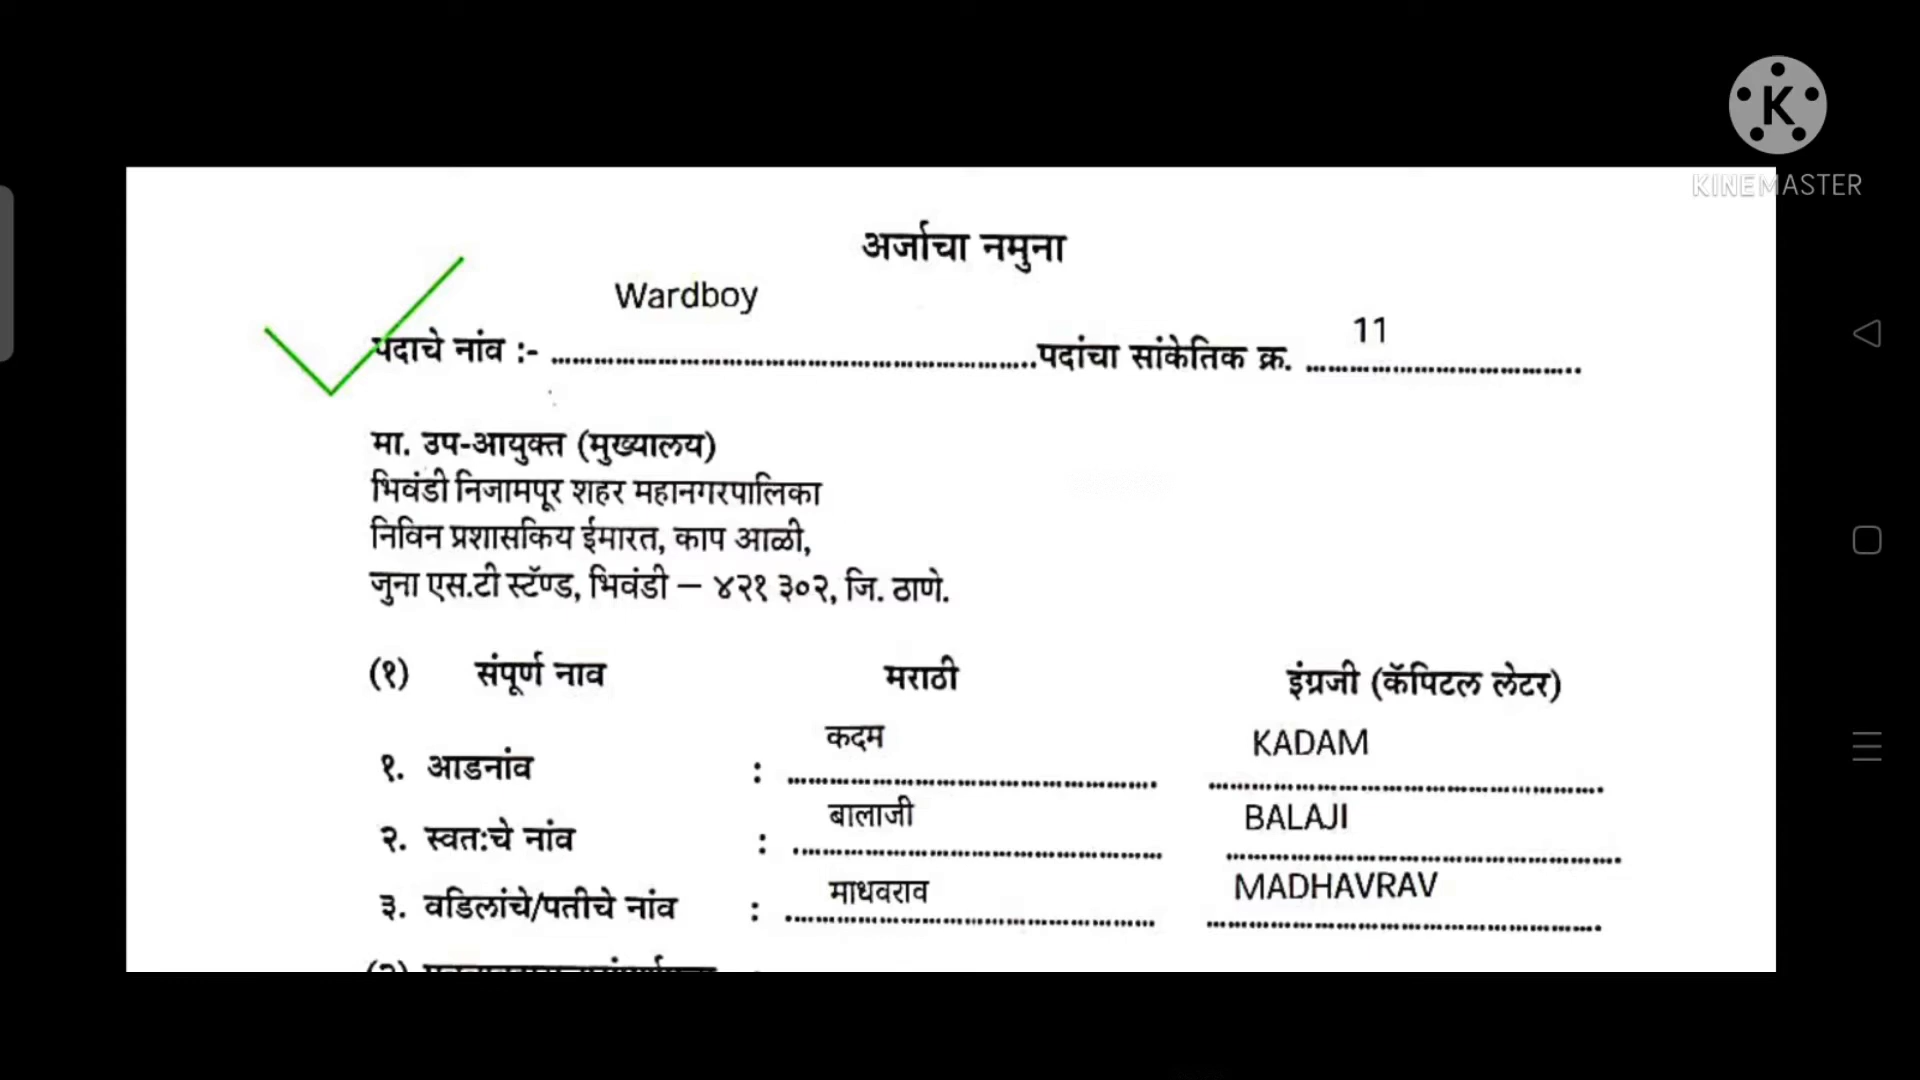 K
KINEMASTER
अर्जाचा नमुना
Wardboy
11
पदाचे नांव :- ........................................................पदांचा सांकेतिक क्र. ................................
मा. उप-आयुक्त (मुख्यालय)
भिवंडी निजामपूर शहर महानगरपालिका
निविन प्रशासकिय ईमारत, काप आळी,
जुना एस.टी स्टॅण्ड, भिवंडी – ४२१ ३०२, जि. ठाणे.
(१) संपूर्ण नाव मराठी इंग्रजी (कॅपिटल लेटर)
कदम KADAM
१. आडनांव : ............................................ ..............................................
बालाजी BALAJI
२. स्वत:चे नांव : ............................................ ..............................................
माधवराव MADHAVRAV
३. वडिलांचे/पतीचे नांव : ............................................ ..............................................